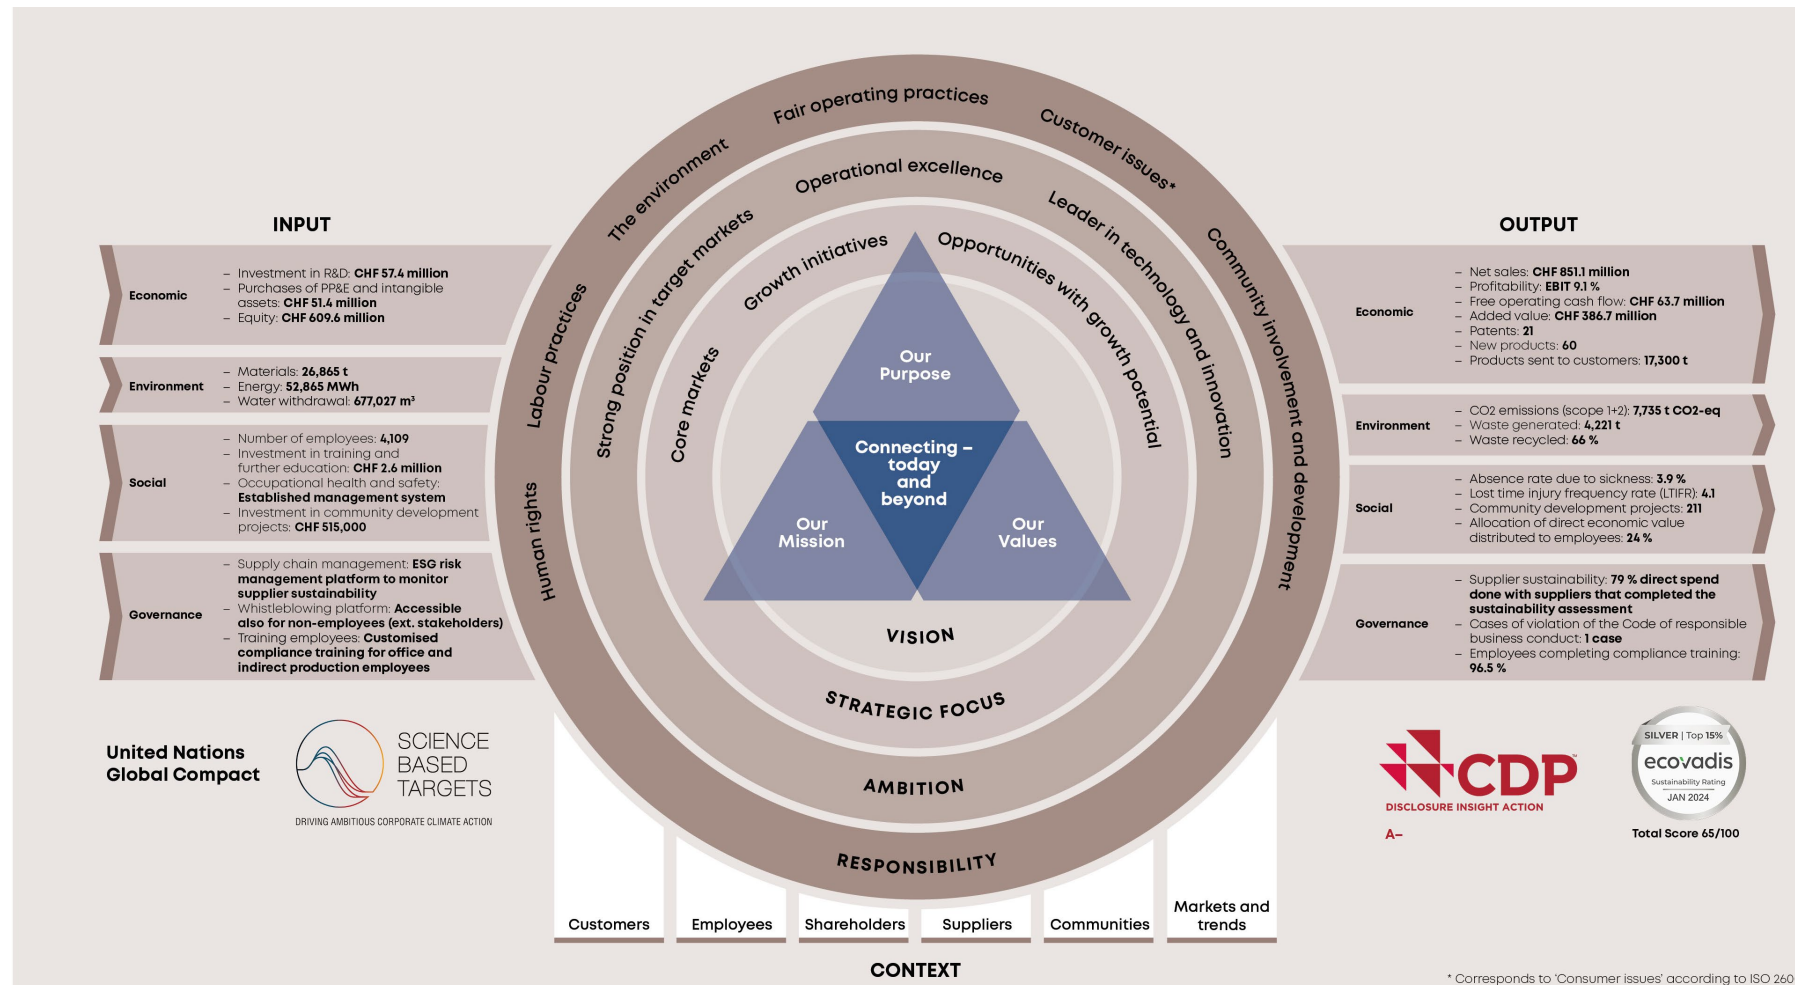 INPUT
Economic
– Investment in R&D: CHF 57.4 million
– Purchases of PP&E and intangible
assets: CHF 51.4 million
– Equity: CHF 609.6 million
Environment
– Materials: 26,865 t
– Energy: 52,865 MWh
– Water withdrawal: 677,027 m³
Social
– Number of employees: 4,109
– Investment in training and
further education: CHF 2.6 million
– Occupational health and safety:
Established management system
– Investment in community development
projects: CHF 515,000
Governance
– Supply chain management: ESG risk
management platform to monitor
supplier sustainability
– Whistleblowing platform: Accessible
also for non-employees (ext. stakeholders)
– Training employees: Customised
compliance training for office and
indirect production employees
United Nations
Global Compact
SCIENCE
BASED
TARGETS
DRIVING AMBITIOUS CORPORATE CLIMATE ACTION
Human rights
Labour practices
The environment
Fair operating practices
Customer issues*
Community involvement and development
Strong position in target markets
Operational excellence
Leader in technology and innovation
Core markets
Growth initiatives
Opportunities with growth potential
Our
Purpose
Connecting –
today
and
beyond
Our
Mission
Our
Values
VISION
STRATEGIC FOCUS
AMBITION
RESPONSIBILITY
Customers
Employees
Shareholders
Suppliers
Communities
Markets and
trends
CONTEXT
OUTPUT
Economic
– Net sales: CHF 851.1 million
– Profitability: EBIT 9.1 %
– Free operating cash flow: CHF 63.7 million
– Added value: CHF 386.7 million
– Patents: 21
– New products: 60
– Products sent to customers: 17,300 t
Environment
– CO2 emissions (scope 1+2): 7,735 t CO2-eq
– Waste generated: 4,221 t
– Waste recycled: 66 %
Social
– Absence rate due to sickness: 3.9 %
– Lost time injury frequency rate (LTIFR): 4.1
– Community development projects: 211
– Allocation of direct economic value
distributed to employees: 24 %
Governance
– Supplier sustainability: 79 % direct spend
done with suppliers that completed the
sustainability assessment
– Cases of violation of the Code of responsible
business conduct: 1 case
– Employees completing compliance training:
96.5 %
CDP™
DISCLOSURE INSIGHT ACTION
A–
SILVER | Top 15%
ecovadis
Sustainability Rating
JAN 2024
Total Score 65/100
* Corresponds to 'Consumer issues' according to ISO 260